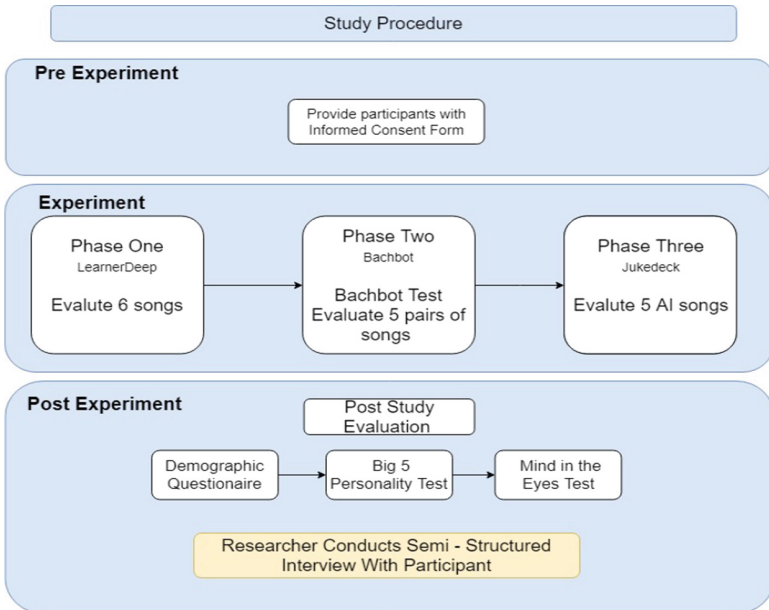 Study Procedure
Pre Experiment
Provide participants with
Informed Consent Form
Experiment
Phase One
LearnerDeep
Evalute 6 songs
Phase Two
Bachbot
Bachbot Test
Evaluate 5 pairs of
songs
Phase Three
Jukedeck
Evalute 5 AI songs
Post Experiment
Post Study
Evaluation
Demographic
Questionaire
Big 5
Personality Test
Mind in the
Eyes Test
Researcher Conducts Semi - Structured
Interview With Participant